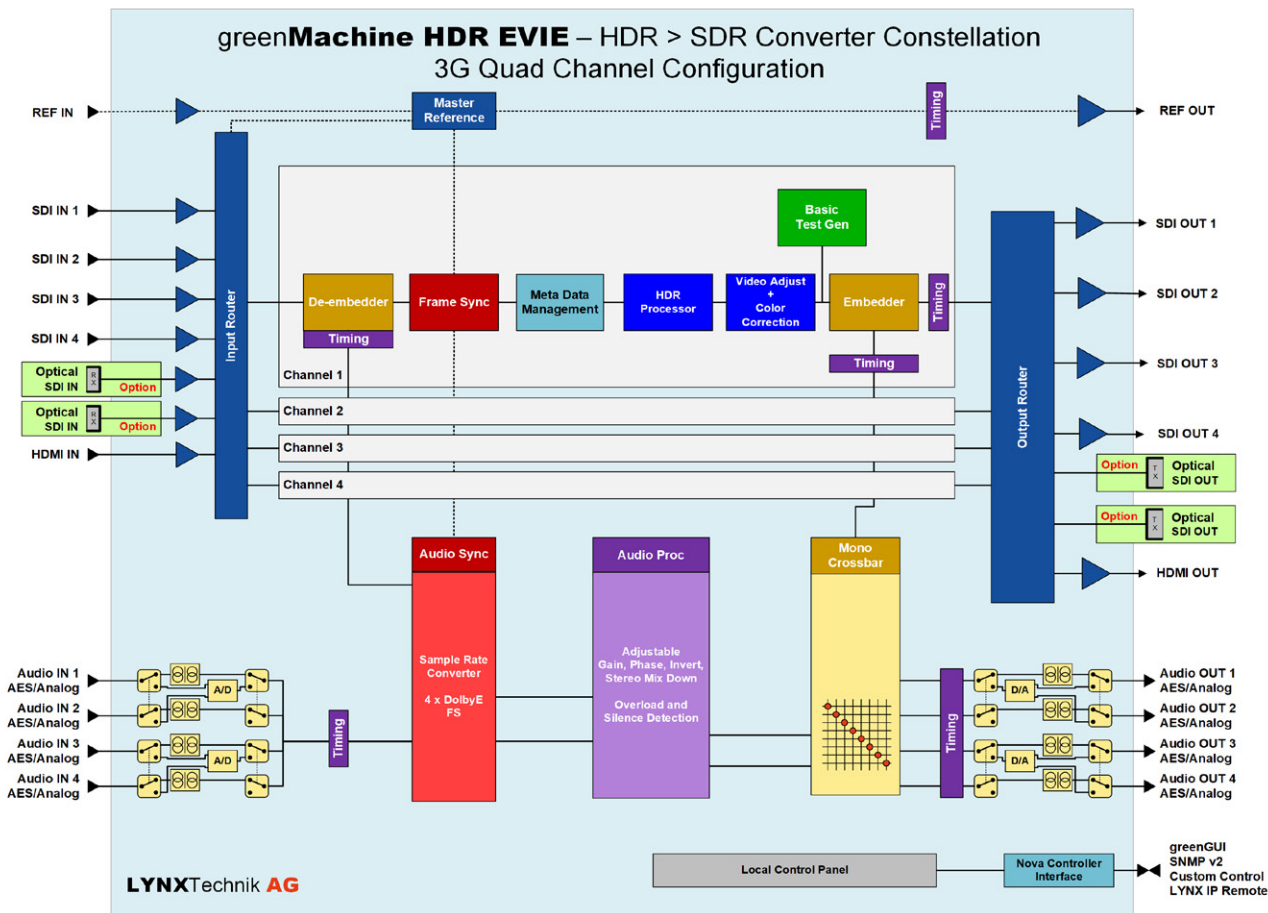 greenMachine HDR EVIE – HDR > SDR Converter Constellation
3G Quad Channel Configuration
REF IN
Master
Reference
Timing
REF OUT
SDI IN 1
SDI IN 2
SDI IN 3
SDI IN 4
Optical
SDI IN
RX
Option
Optical
SDI IN
RX
Option
HDMI IN
Input Router
Basic
Test Gen
De-embedder
Timing
Frame Sync
Meta Data
Management
HDR
Processor
Video Adjust
+
Color
Correction
Embedder
Timing
Timing
Channel 1
Channel 2
Channel 3
Channel 4
Output Router
SDI OUT 1
SDI OUT 2
SDI OUT 3
SDI OUT 4
Option
TX
Optical
SDI OUT
Option
TX
Optical
SDI OUT
HDMI OUT
Audio Sync
Sample Rate
Converter
4 x DolbyE
FS
Audio Proc
Adjustable
Gain, Phase, Invert,
Stereo Mix Down
Overload and
Silence Detection
Mono
Crossbar
Audio IN 1
AES/Analog
Audio IN 2
AES/Analog
Audio IN 3
AES/Analog
Audio IN 4
AES/Analog
A/D
A/D
Timing
Timing
D/A
D/A
Audio OUT 1
AES/Analog
Audio OUT 2
AES/Analog
Audio OUT 3
AES/Analog
Audio OUT 4
AES/Analog
LYNXTechnik AG
Local Control Panel
Nova Controller
Interface
greenGUI
SNMP v2
Custom Control
LYNX IP Remote